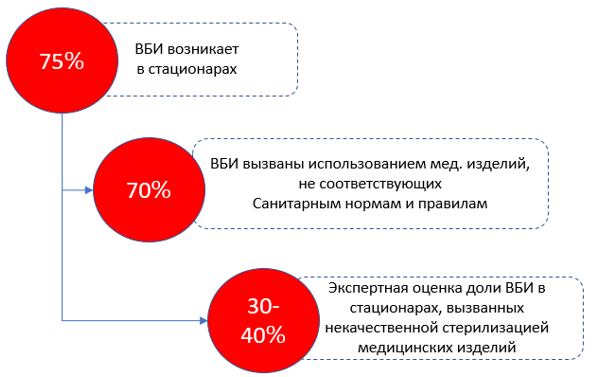 75%
ВБИ возникает
в стационарах
70%
ВБИ вызваны использованием мед. изделий,
не соответствующих
Санитарным нормам и правилам
30-
40%
Экспертная оценка доли ВБИ в
стационарах, вызванных
некачественной стерилизацией
медицинских изделий